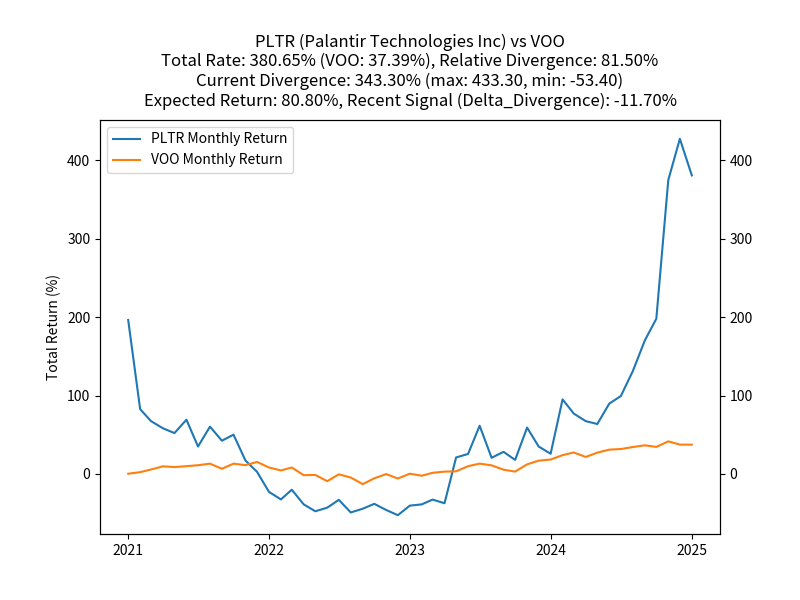 PLTR (Palantir Technologies Inc) vs VOO
Total Rate: 380.65% (VOO: 37.39%), Relative Divergence: 81.50%
Current Divergence: 343.30% (max: 433.30, min: -53.40)
Expected Return: 80.80%, Recent Signal (Delta_Divergence): -11.70%
PLTR Monthly Return
VOO Monthly Return
Total Return (%)
400
300
200
100
0
400
300
200
100
0
2021
2022
2023
2024
2025